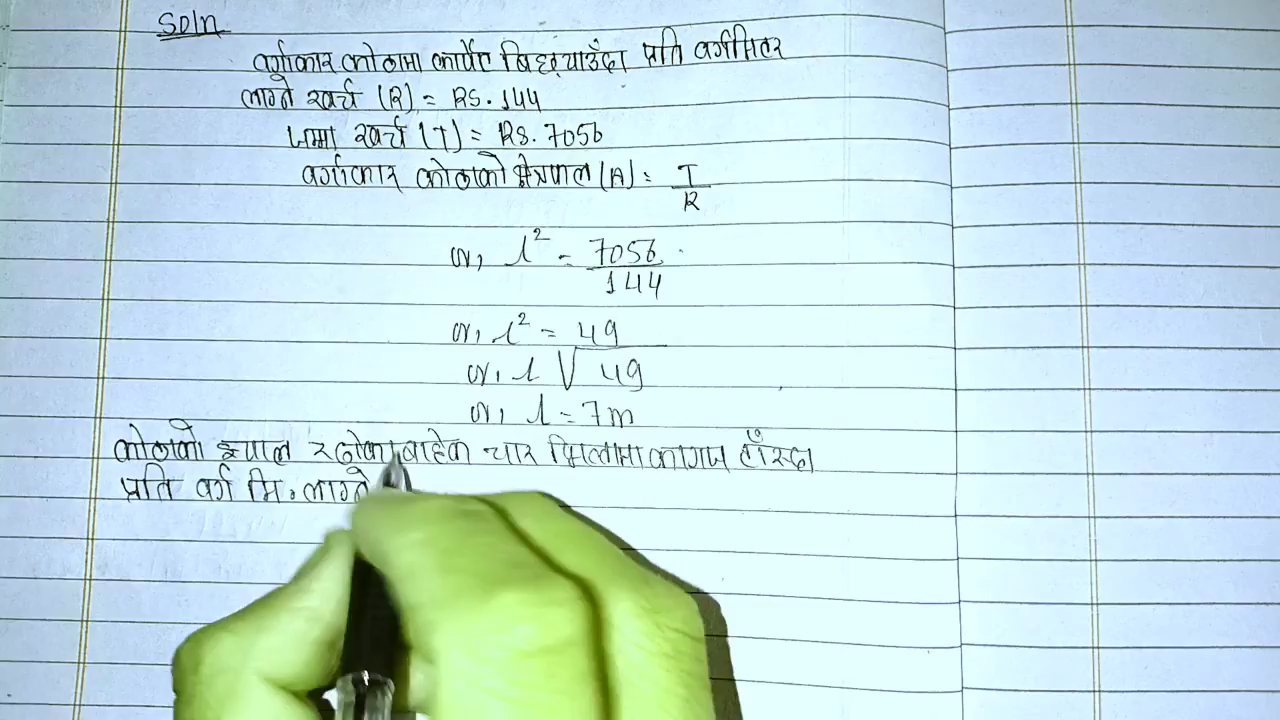 Soln
वर्गाकार कोठामा कार्पेट बिछ्याउँदा प्रति वर्गमिटर
लाग्ने खर्च (R) = RS. 144
जम्मा खर्च (T) = RS. 7056
वर्गाकार कोठाको क्षेत्रफल (A) = T/R
or, l² = 7056/144
or, l² = 49
or, l √49
or, l = 7m
कोठाको झ्याल र ढोका बाहेक चार भित्तामा कागज टाँस्दा
प्रति वर्ग मि. लाग्ने